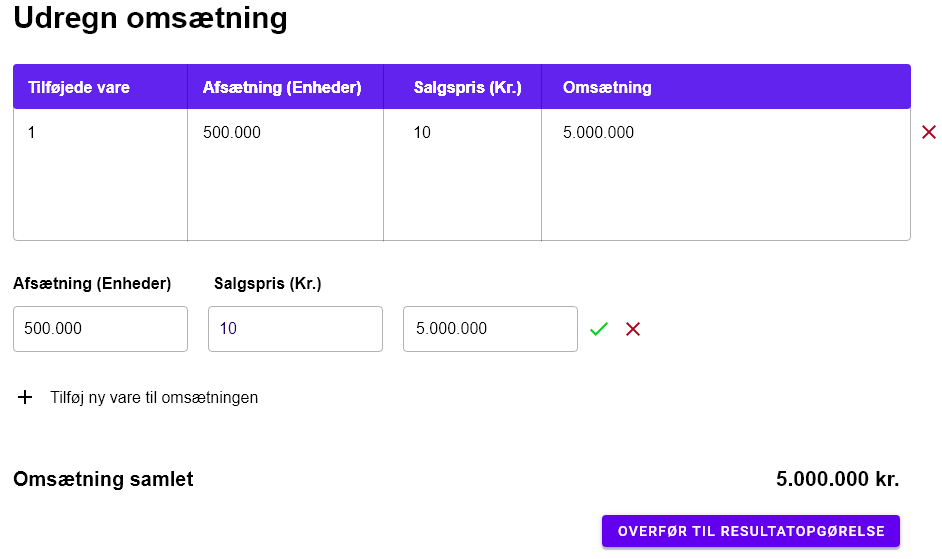 Udregn omsætning
Tilføjede vare Afsætning (Enheder) Salgspris (Kr.) Omsætning
1 500.000 10 5.000.000
Afsætning (Enheder) Salgspris (Kr.)
500.000 10 5.000.000
Tilføj ny vare til omsætningen
Omsætning samlet 5.000.000 kr.
OVERFØR TIL RESULTATOPGØRELSE